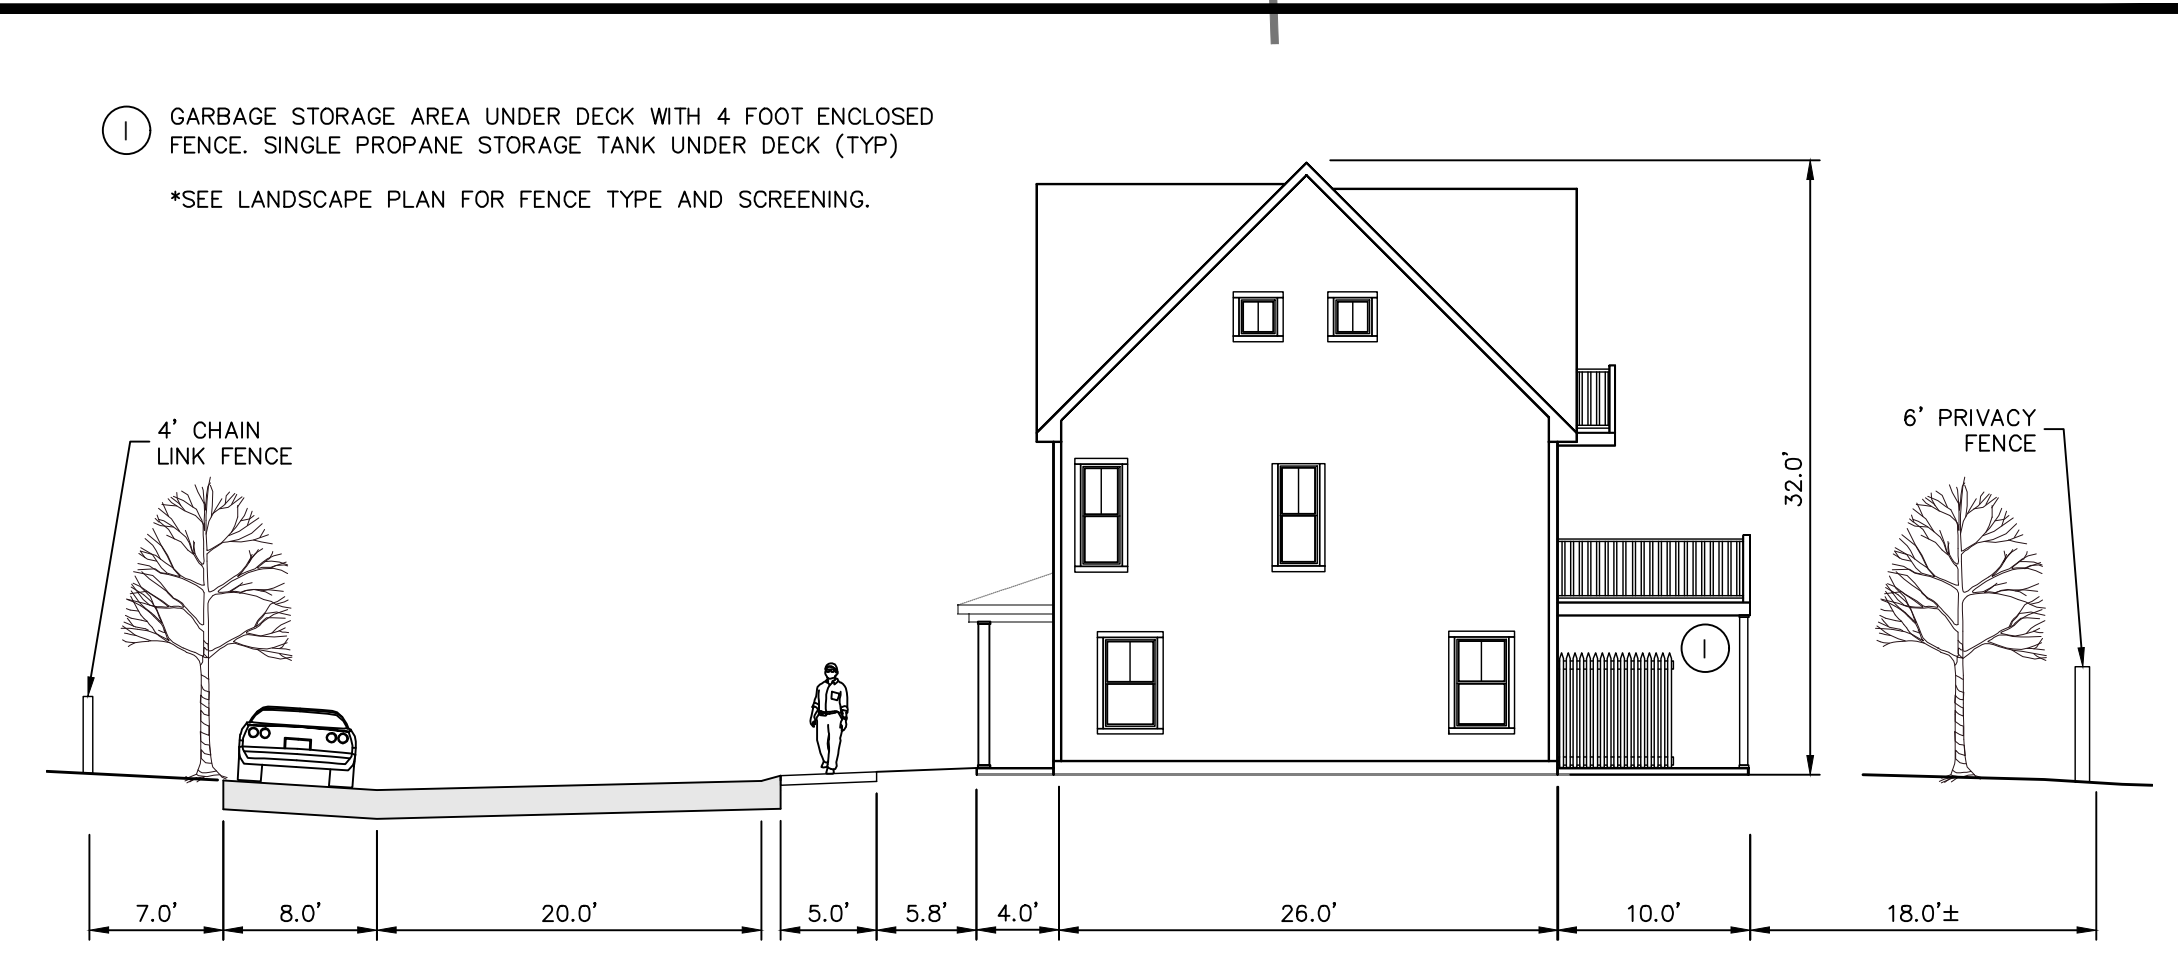 I
GARBAGE STORAGE AREA UNDER DECK WITH 4 FOOT ENCLOSED
FENCE. SINGLE PROPANE STORAGE TANK UNDER DECK (TYP)
*SEE LANDSCAPE PLAN FOR FENCE TYPE AND SCREENING.
4' CHAIN
LINK FENCE
6' PRIVACY
FENCE
32.0'
I
7.0'
8.0'
20.0'
5.0'
5.8'
4.0'
26.0'
10.0'
18.0'±